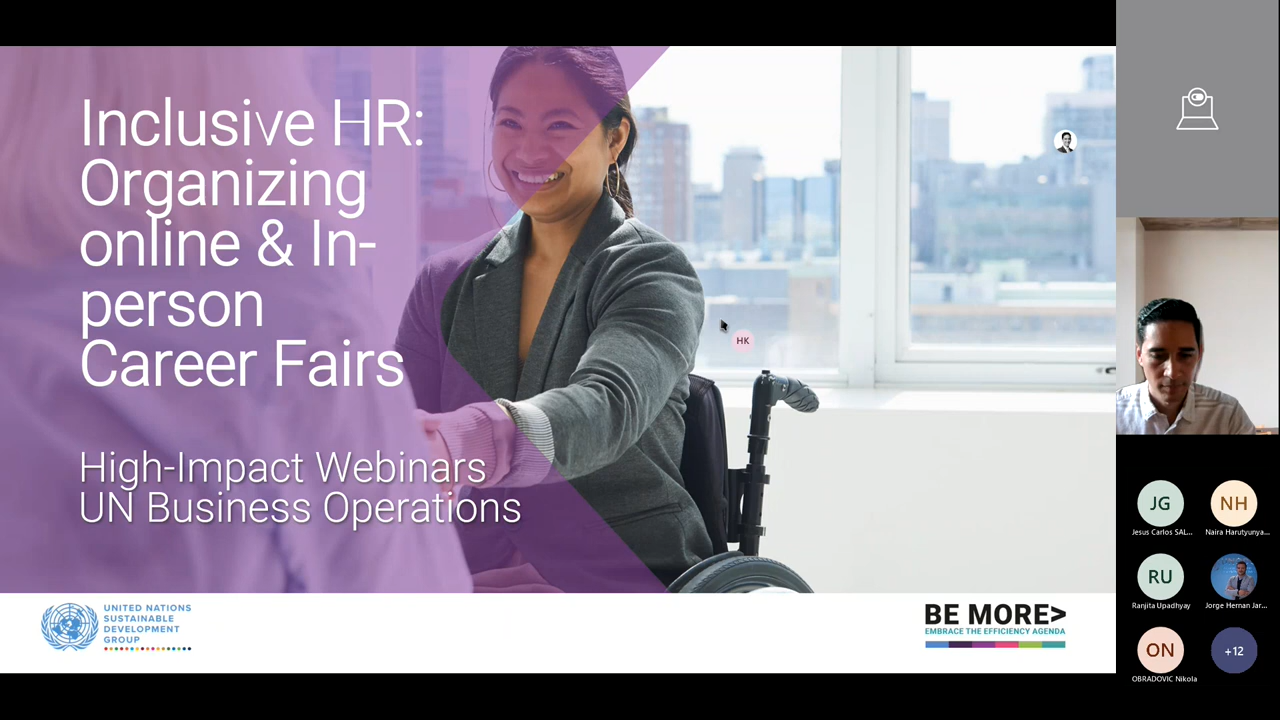 Inclusive HR:
Organizing
online & In-
person
Career Fairs
High-Impact Webinars
UN Business Operations
HK
UNITED NATIONS
SUSTAINABLE
DEVELOPMENT
GROUP
BE MORE>
EMBRACE THE EFFICIENCY AGENDA
JG
NH
Jesus Carlos SAL...
Naira Harutyunya...
RU
Ranjita Upadhyay
Jorge Hernan Jar...
ON
+12
OBRADOVIC Nikola